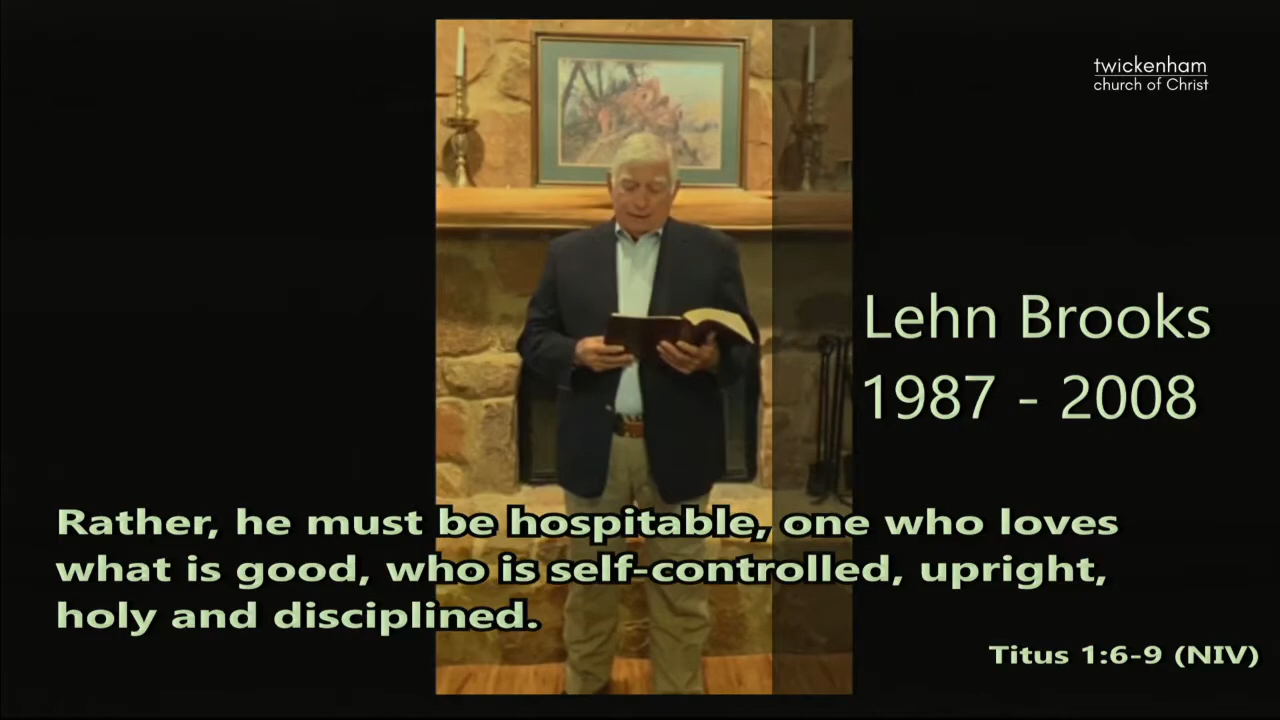 twickenham
church of Christ
Lehn Brooks
1987 - 2008
Rather, he must be hospitable, one who loves
what is good, who is self-controlled, upright,
holy and disciplined.
Titus 1:6-9 (NIV)